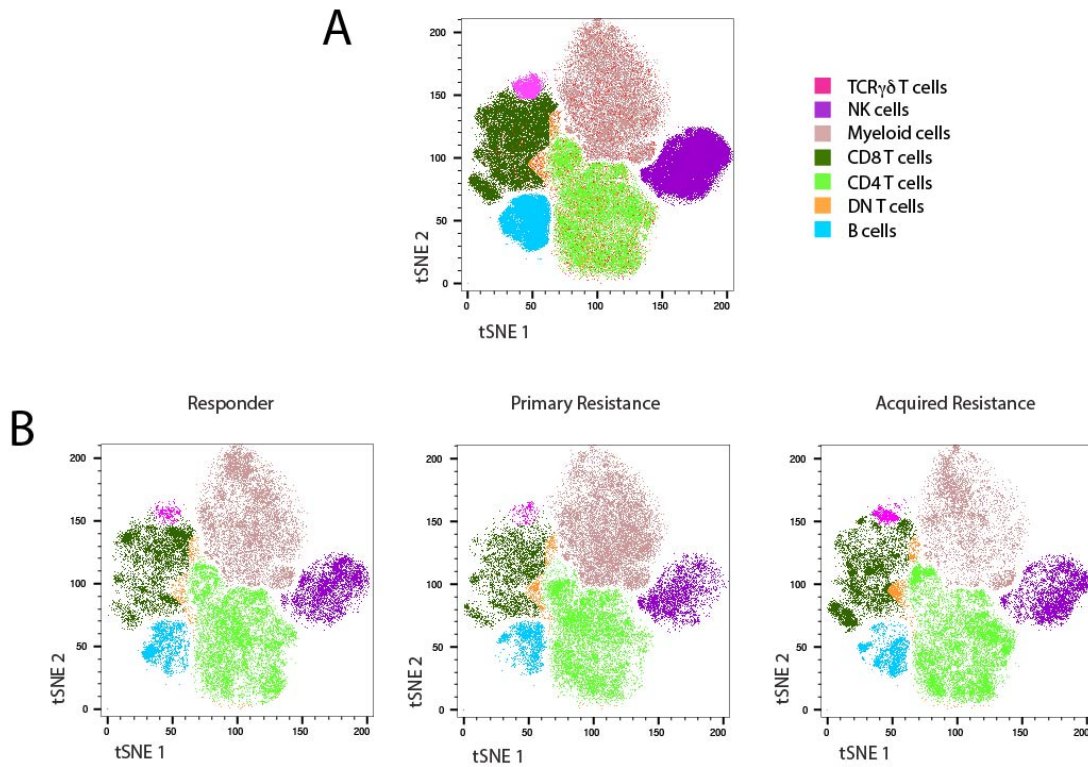 A
200
150
100
50
0
tSNE 2
0 50 100 150 200
tSNE 1
TCRγδ T cells
NK cells
Myeloid cells
CD8 T cells
CD4 T cells
DN T cells
B cells
B
Responder
200
150
100
50
0
tSNE 2
0 50 100 150 200
tSNE 1
Primary Resistance
200
150
100
50
0
tSNE 2
0 50 100 150 200
tSNE 1
Acquired Resistance
200
150
100
50
0
tSNE 2
0 50 100 150 200
tSNE 1